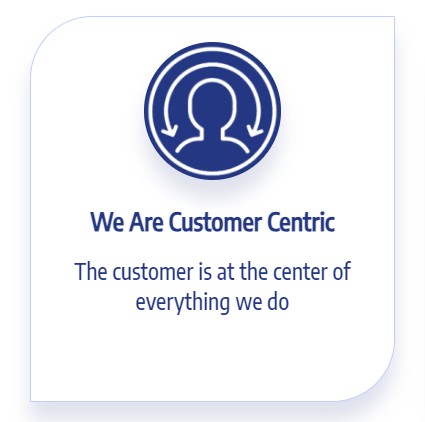 We Are Customer Centric
The customer is at the center of
everything we do